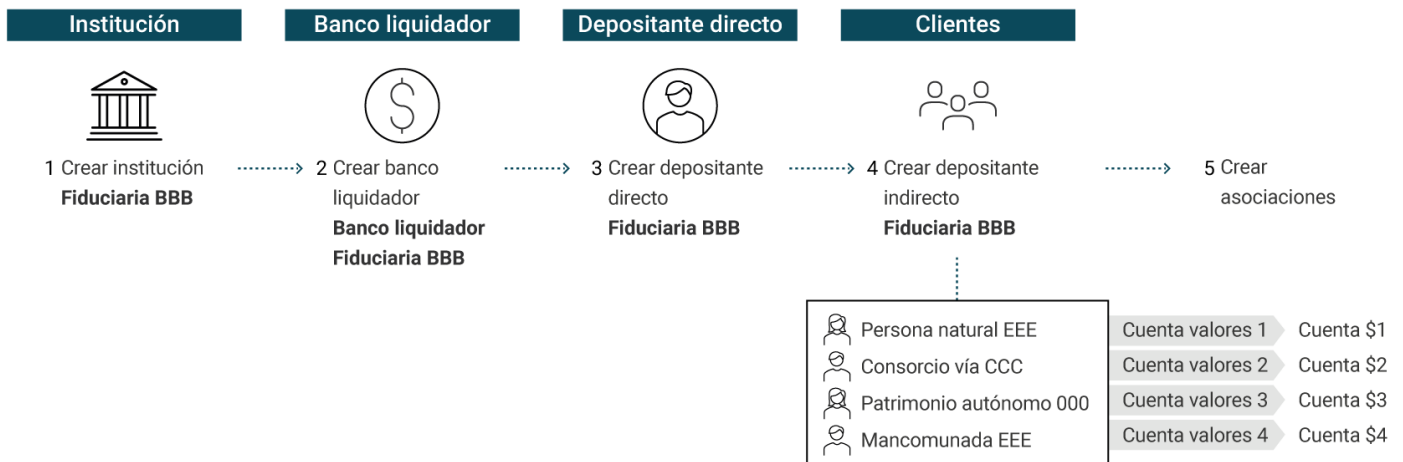 Institución
Banco liquidador
Depositante directo
Clientes
1 Crear institución
Fiduciaria BBB
2 Crear banco
liquidador
Banco liquidador
Fiduciaria BBB
3 Crear depositante
directo
Fiduciaria BBB
4 Crear depositante
indirecto
Fiduciaria BBB
5 Crear
asociaciones
Persona natural EEE Cuenta valores 1 Cuenta $1
Consorcio vía CCC Cuenta valores 2 Cuenta $2
Patrimonio autónomo 000 Cuenta valores 3 Cuenta $3
Mancomunada EEE Cuenta valores 4 Cuenta $4